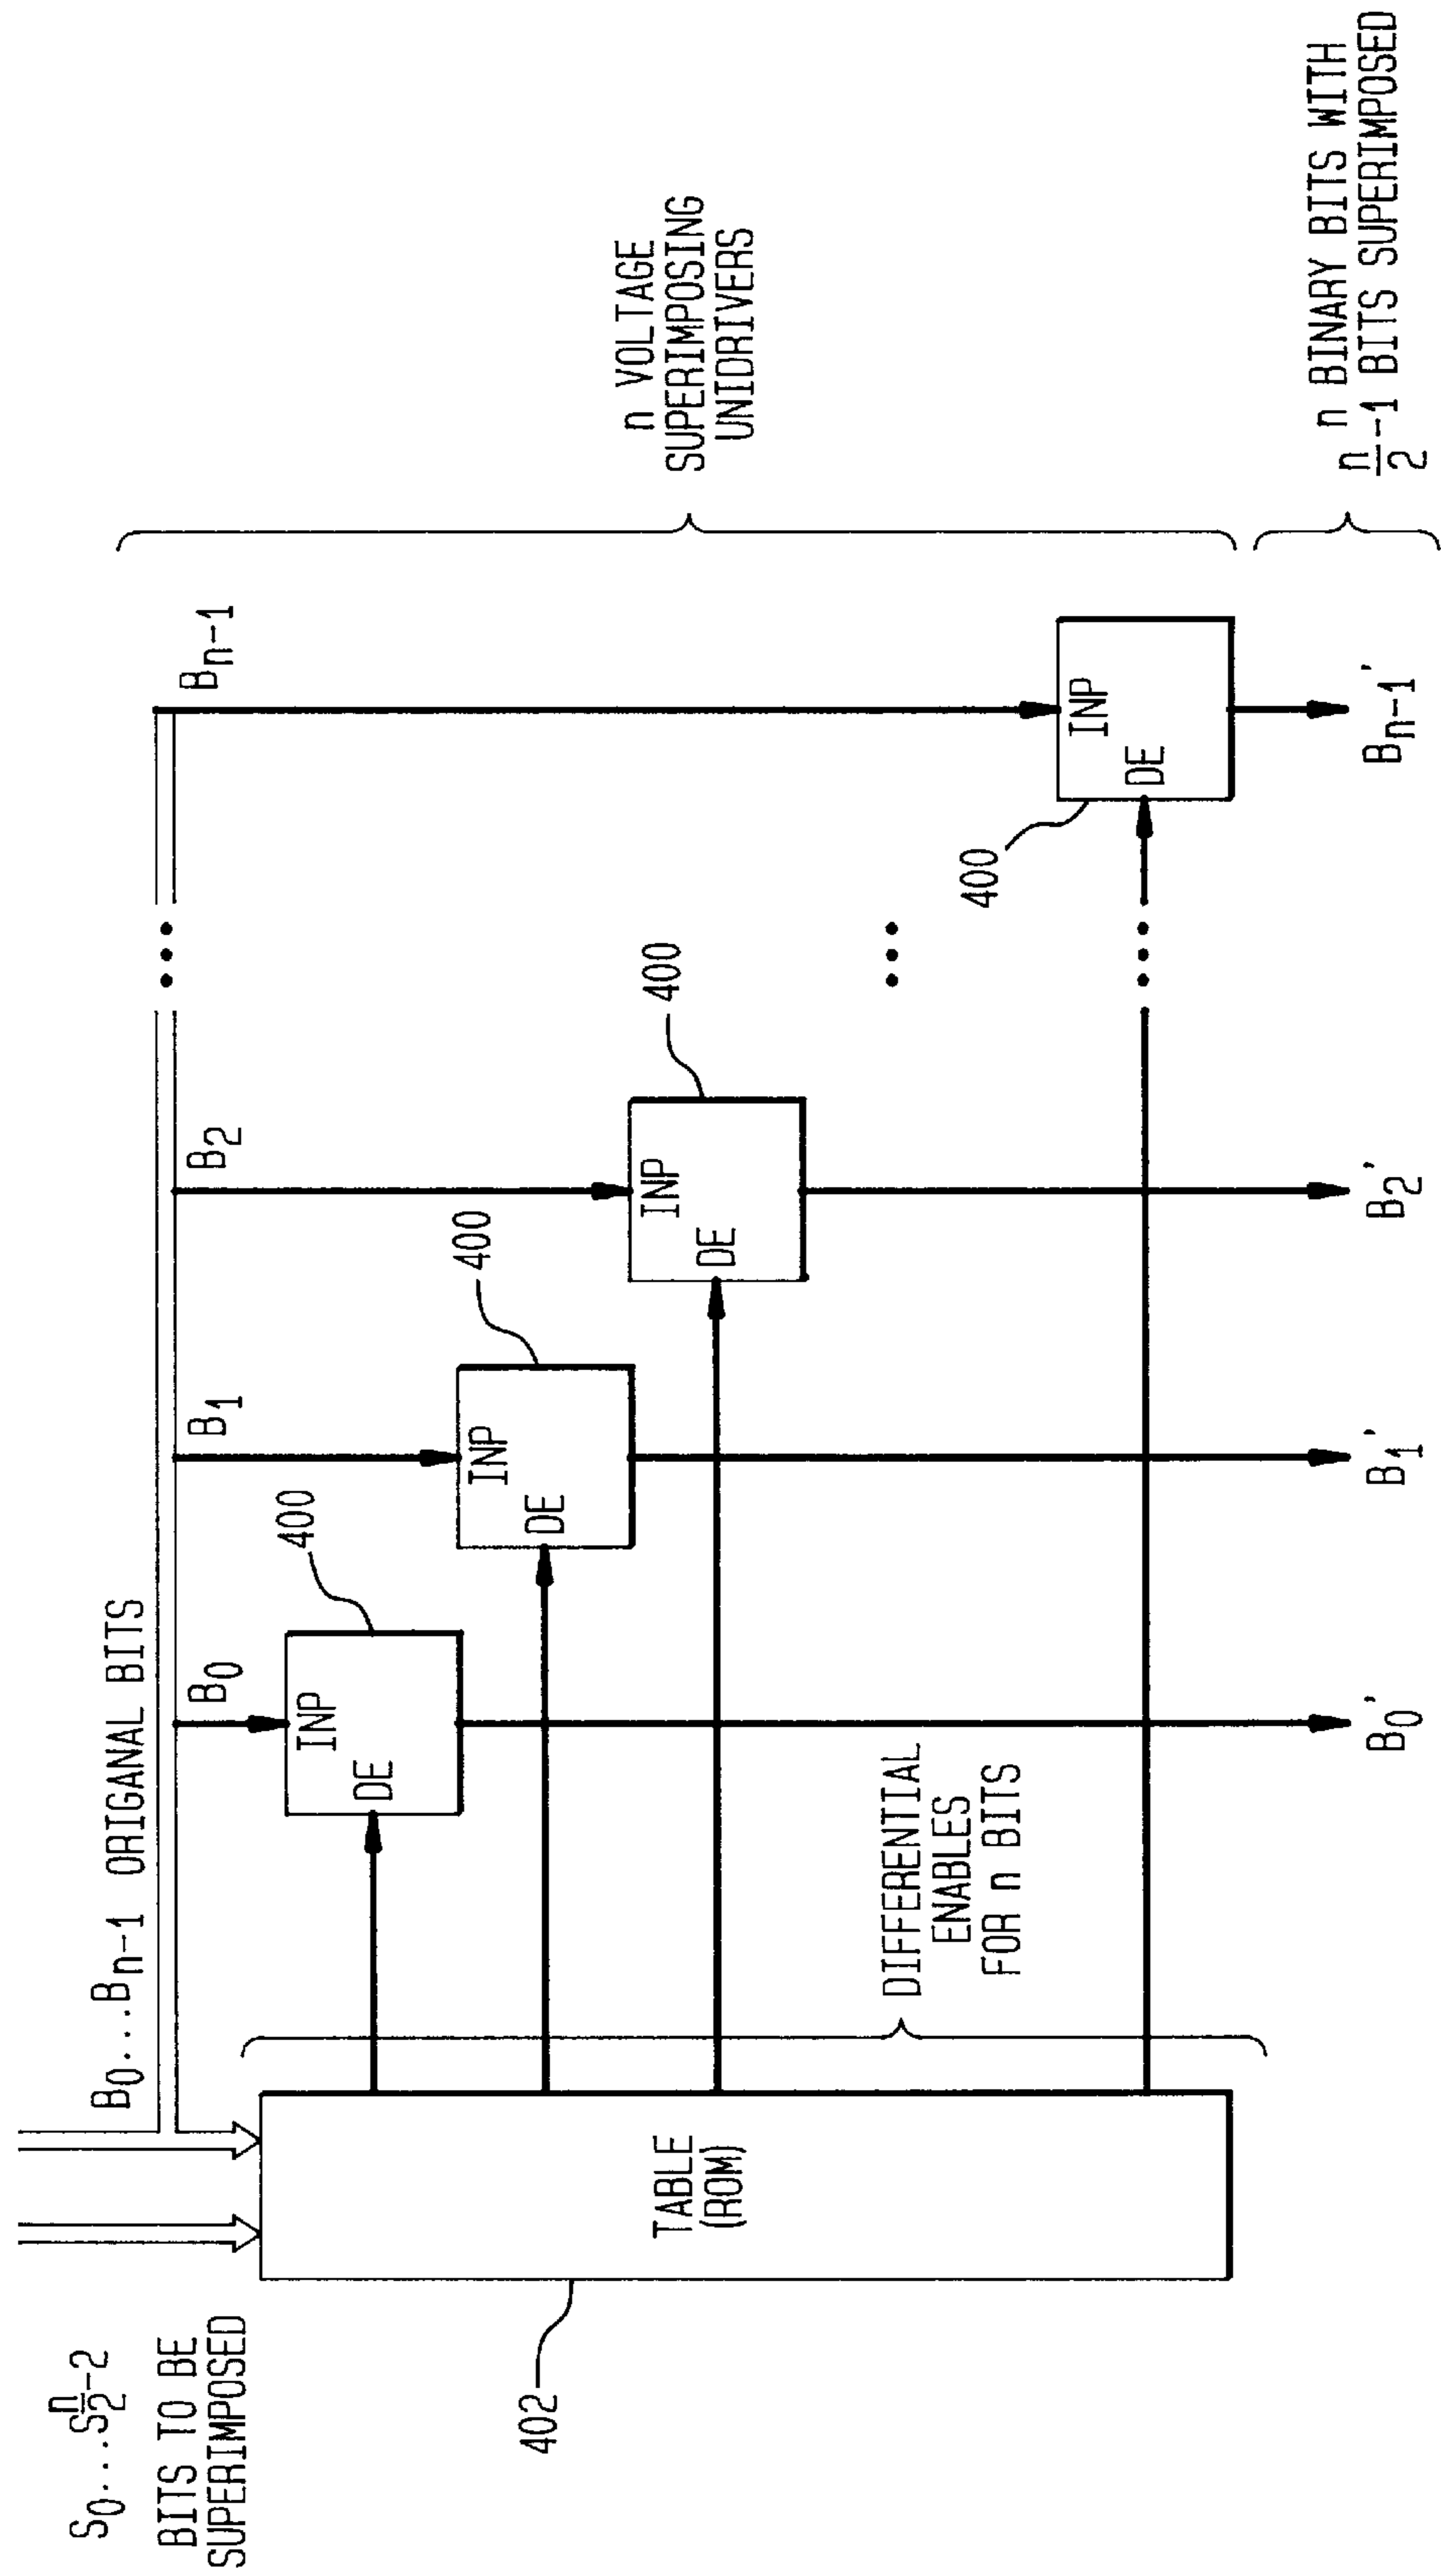 S0...Sn/2-2
BITS TO BE
SUPERIMPOSED
B0...Bn-1 ORIGANAL BITS
B0
B1
B2
...
Bn-1
402
TABLE
(ROM)
INP
DE
400
INP
DE
400
INP
DE
400
...
...
INP
DE
400
DIFFERENTIAL
ENABLES
FOR n BITS
B0'
B1'
B2'
Bn-1'
n VOLTAGE
SUPERIMPOSING
UNIDRIVERS
n BINARY BITS WITH
n/2-1 BITS SUPERIMPOSED